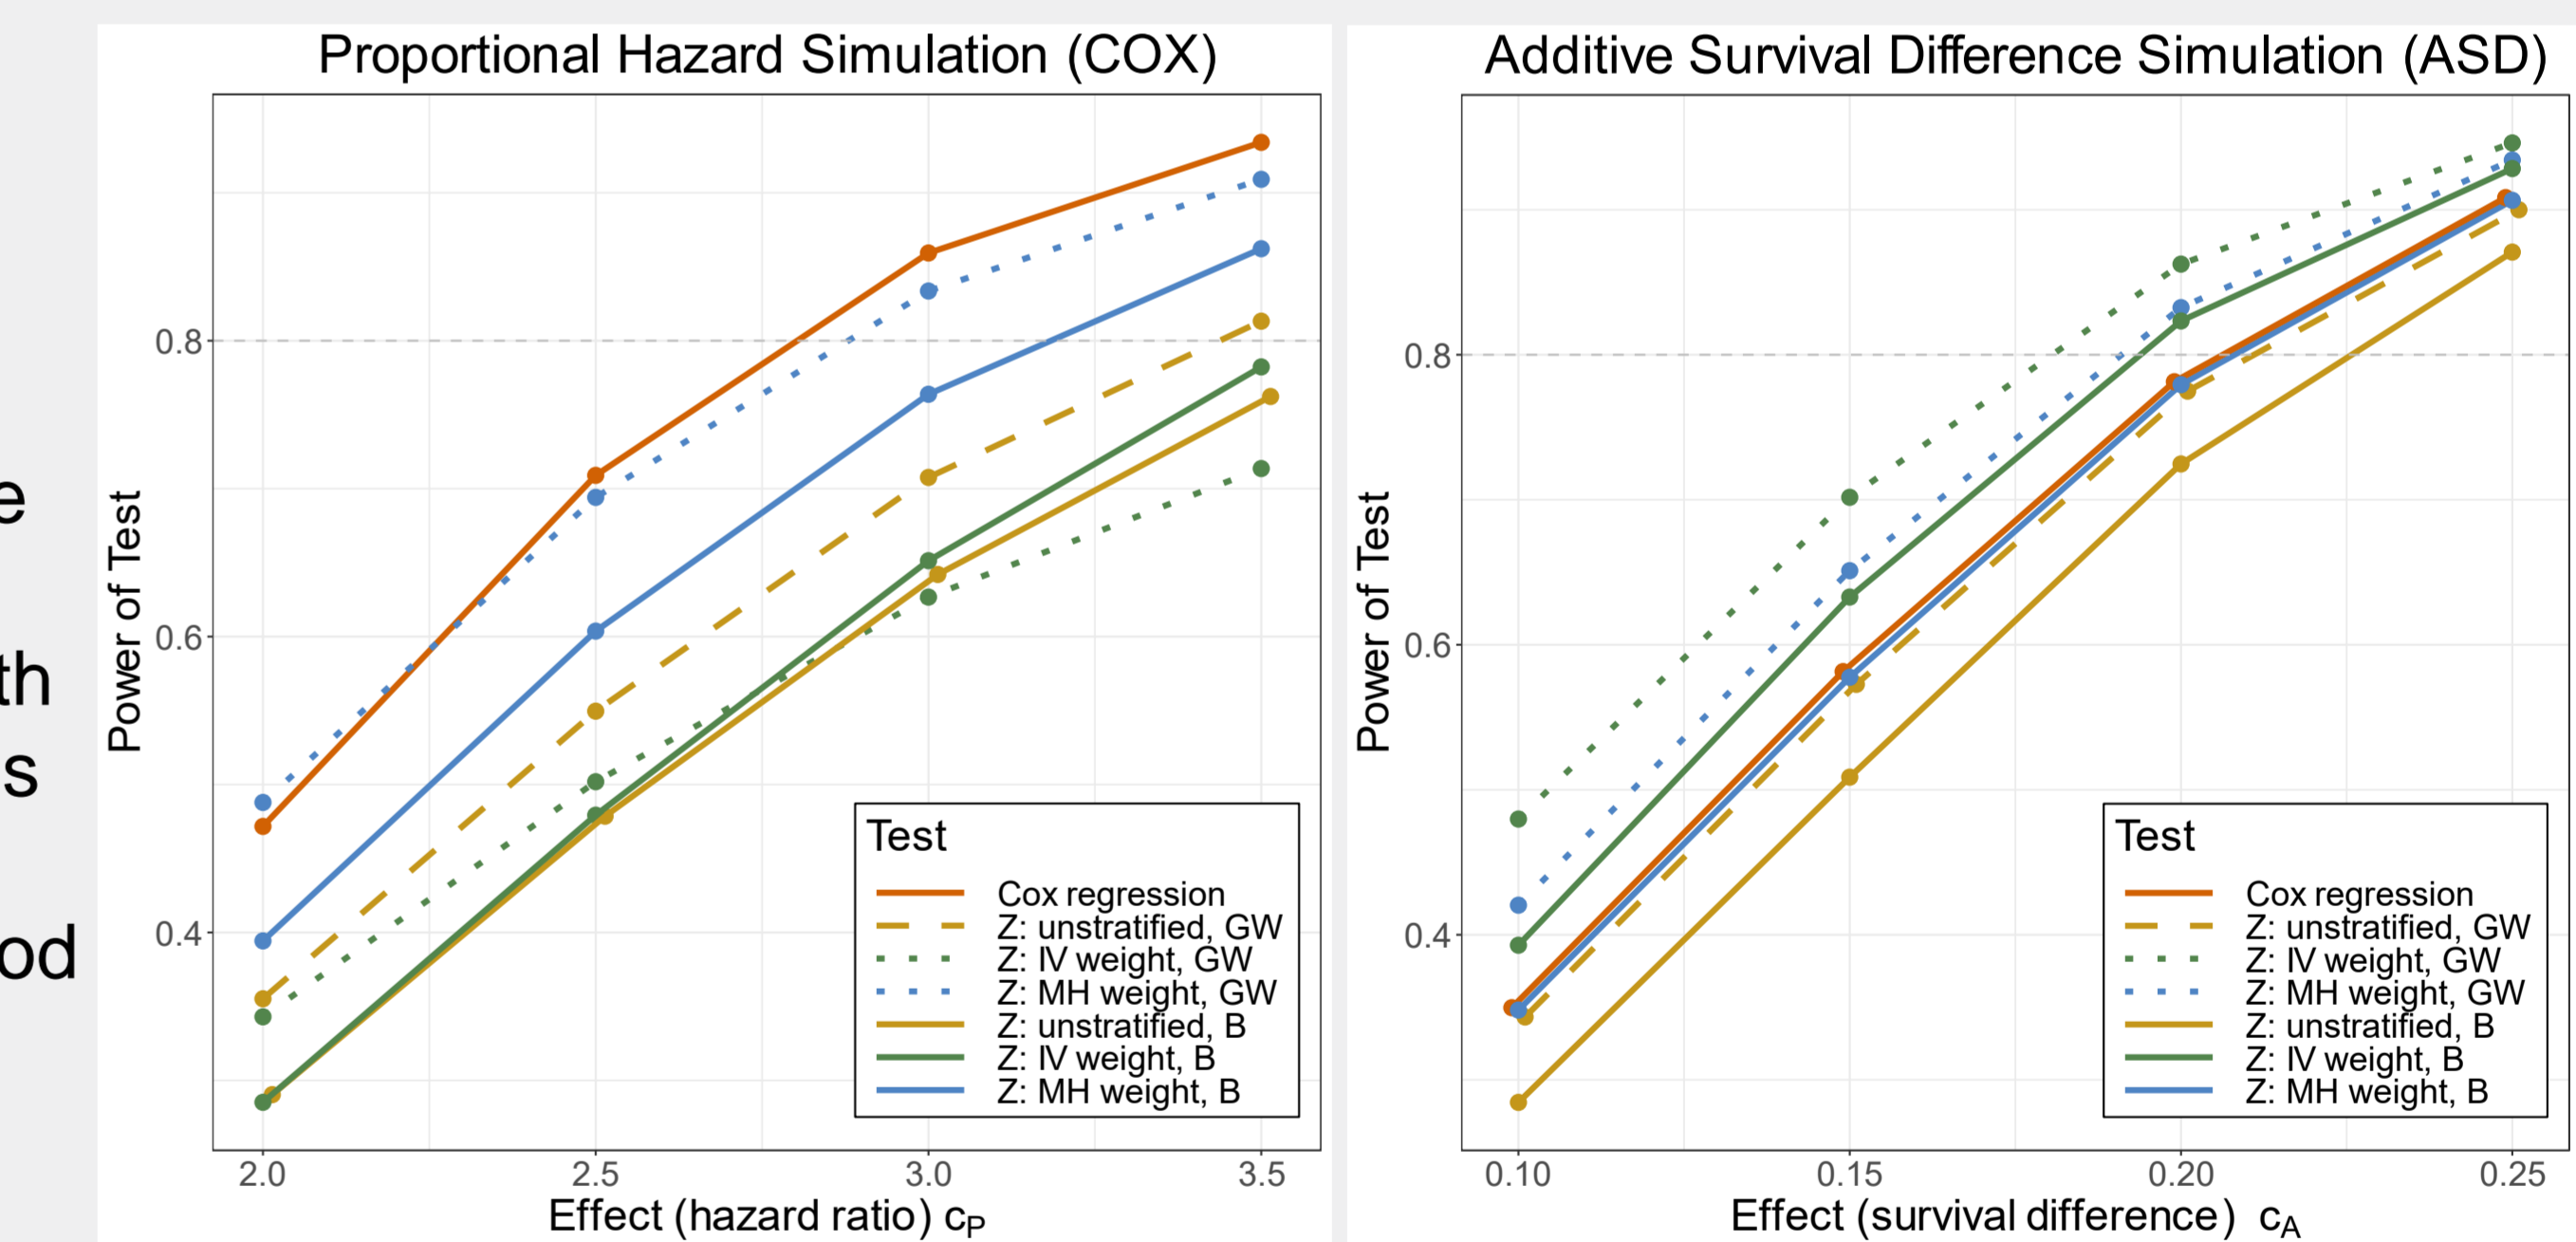 e
th
s
od
Proportional Hazard Simulation (COX)
Power of Test
0.8
0.6
0.4
Test
Cox regression
Z: unstratified, GW
Z: IV weight, GW
Z: MH weight, GW
Z: unstratified, B
Z: IV weight, B
Z: MH weight, B
2.0 2.5 3.0 3.5
Effect (hazard ratio) cP
Additive Survival Difference Simulation (ASD)
Power of Test
0.8
0.6
0.4
Test
Cox regression
Z: unstratified, GW
Z: IV weight, GW
Z: MH weight, GW
Z: unstratified, B
Z: IV weight, B
Z: MH weight, B
0.10 0.15 0.20 0.25
Effect (survival difference) cA